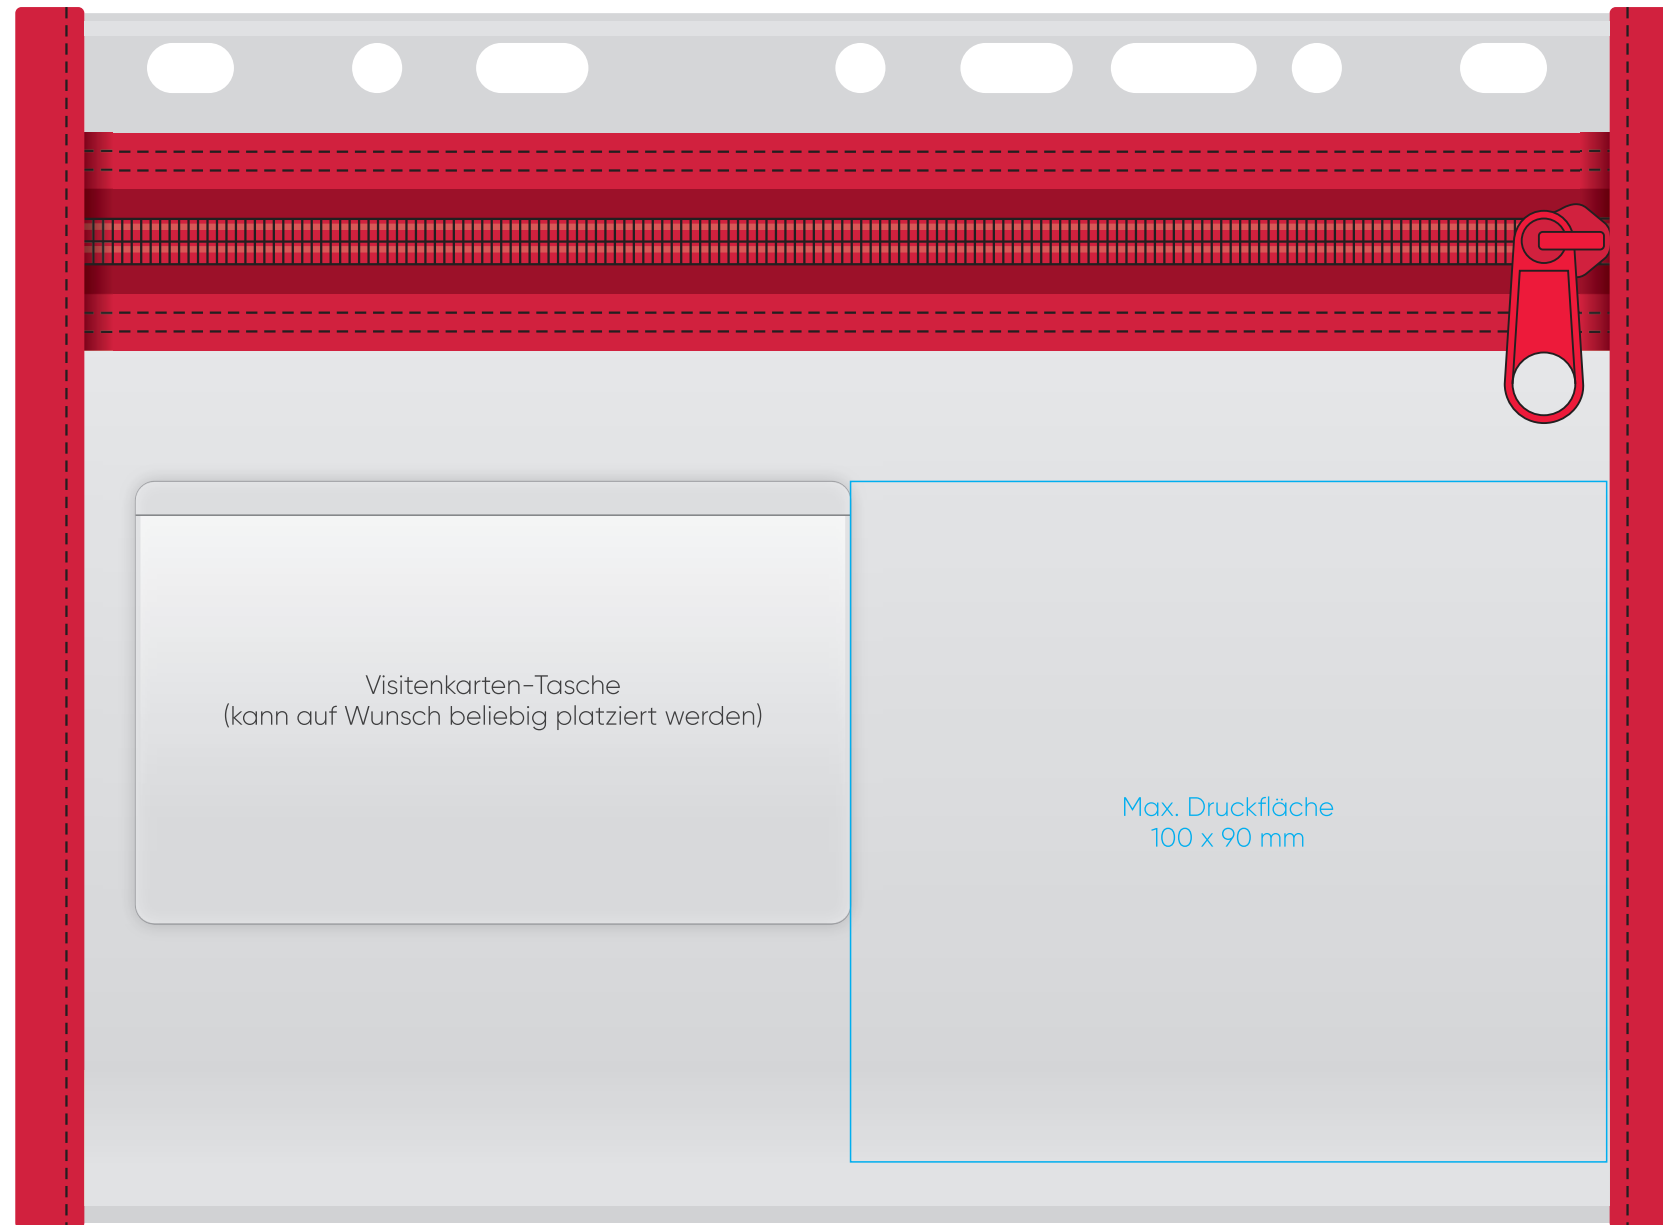 Visitenkarten-Tasche
(kann auf Wunsch beliebig platziert werden)
Max. Druckfläche
100 x 90 mm